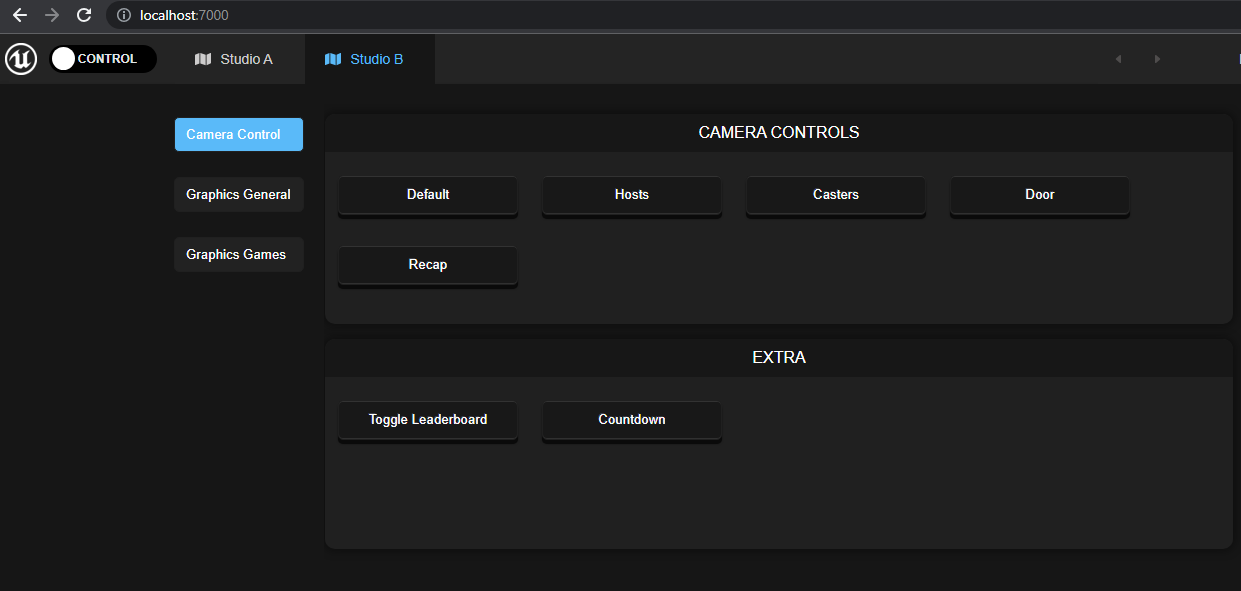 localhost:7000
CONTROL
Studio A
Studio B
Camera Control
Graphics General
Graphics Games
CAMERA CONTROLS
Default
Hosts
Casters
Door
Recap
EXTRA
Toggle Leaderboard
Countdown